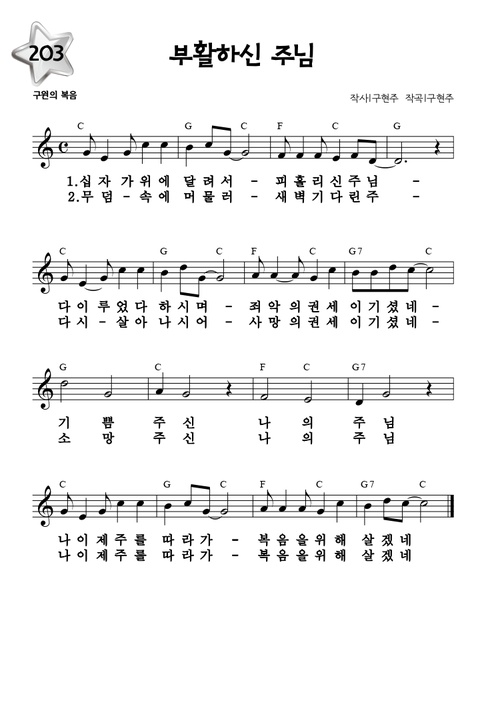 203
부활하신 주님
구원의 복음
작사|구현주 작곡|구현주
C G C F C G
1.십 자 가 위 에 달 려 서 - 피 흘 리 신 주 님 -
2.무 덤 - 속 에 머 물 러 - 새 벽 기 다 린 주 -
C G C F C G7 C
다 이 루 었 다 하 시 며 - 죄 악 의 권 세 이 기 셨 네 -
다 시 - 살 아 나 시 어 - 사 망 의 권 세 이 기 셨 네 -
G C F C G7
기 쁨 주 신 나 의 주 님
소 망 주 신 나 의 주 님
C G C F C G7 C
나 이 제 주 를 따 라 가 - 복 음 을 위 해 살 겠 네
나 이 제 주 를 따 라 가 - 복 음 을 위 해 살 겠 네